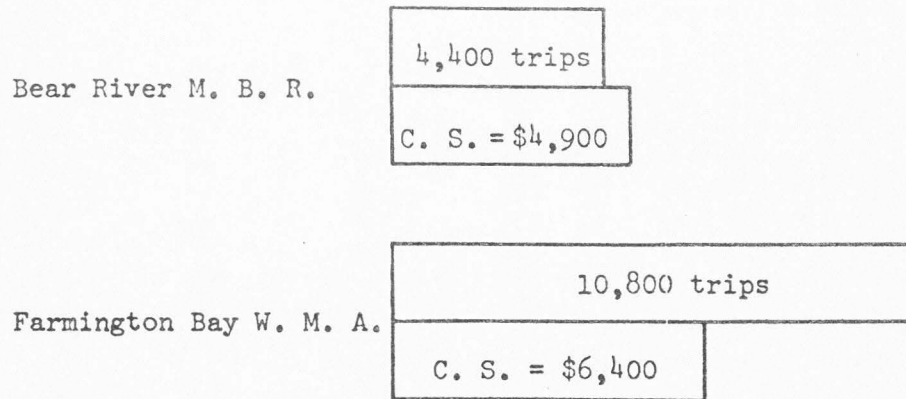 4,400 trips
Bear River M. B. R.
C. S. = $4,900
10,800 trips
Farmington Bay W. M. A.
C. S. = $6,400